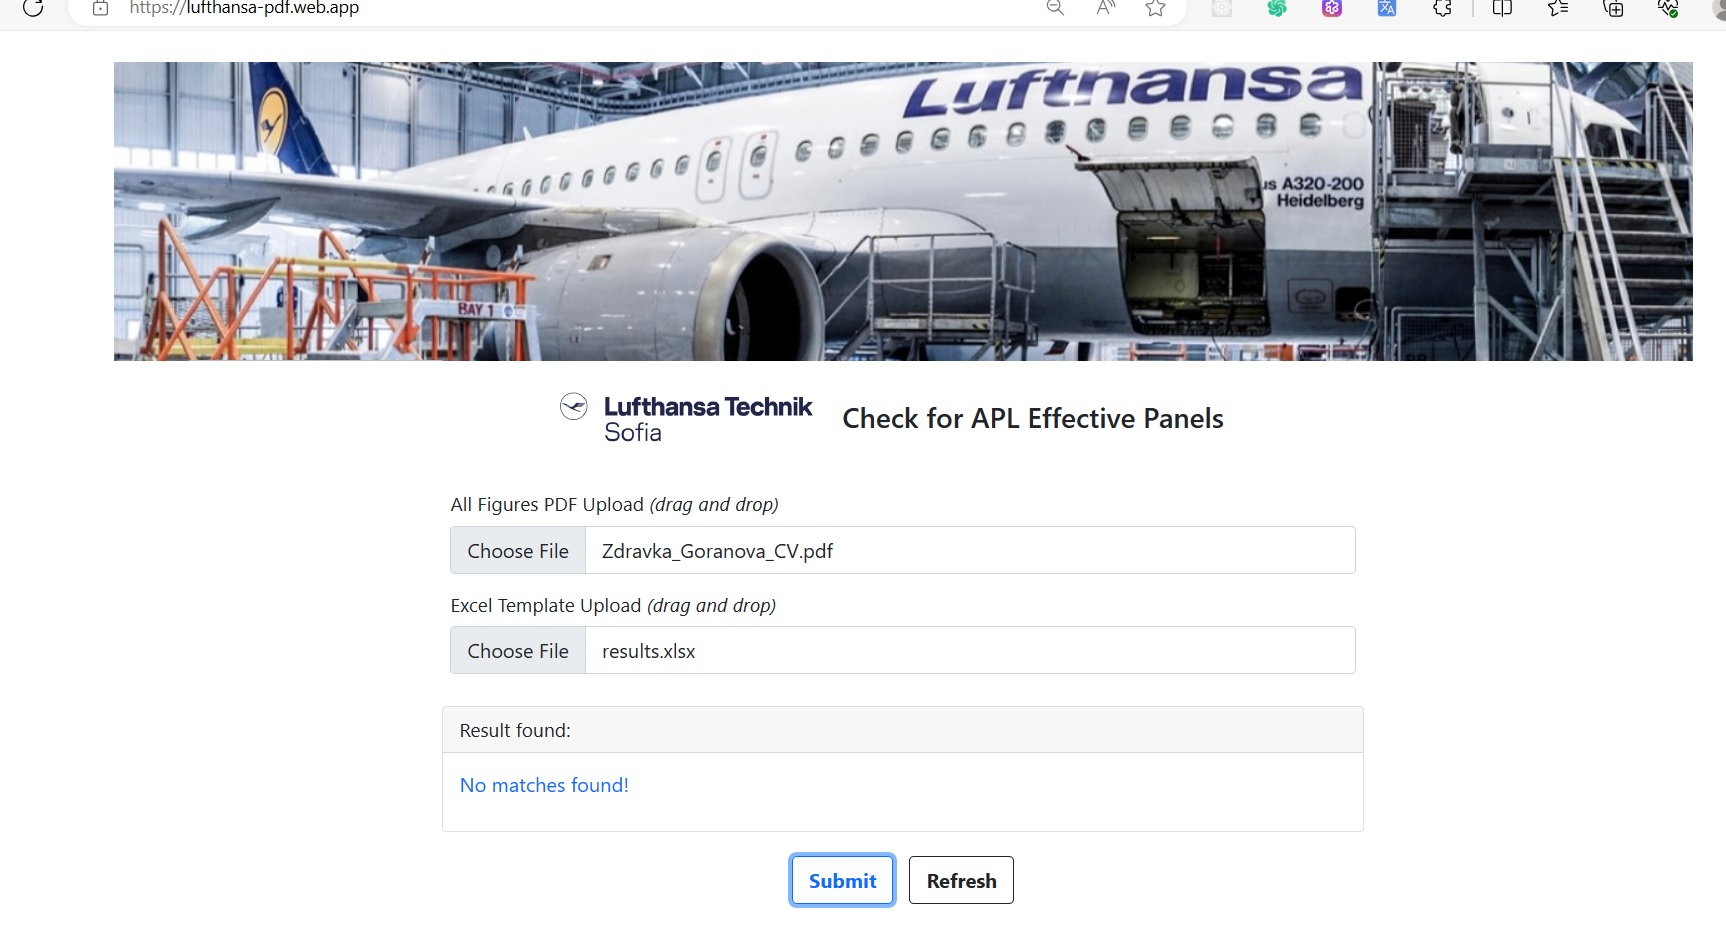 https://lufthansa-pdf.web.app
Lufthansa
us A320-200
Heidelberg
BAY 1
Lufthansa Technik
Sofia
Check for APL Effective Panels
All Figures PDF Upload (drag and drop)
Choose File Zdravka_Goranova_CV.pdf
Excel Template Upload (drag and drop)
Choose File results.xlsx
Result found:
No matches found!
Submit Refresh